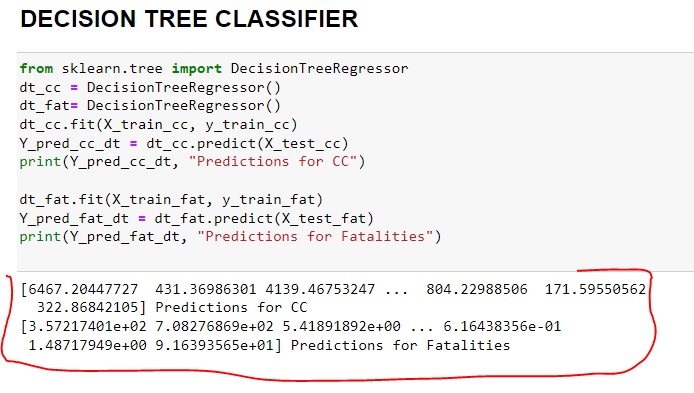 DECISION TREE CLASSIFIER
from sklearn.tree import DecisionTreeRegressor
dt_cc = DecisionTreeRegressor()
dt_fat= DecisionTreeRegressor()
dt_cc.fit(X_train_cc, y_train_cc)
Y_pred_cc_dt = dt_cc.predict(X_test_cc)
print(Y_pred_cc_dt, "Predictions for CC")
dt_fat.fit(X_train_fat, y_train_fat)
Y_pred_fat_dt = dt_fat.predict(X_test_fat)
print(Y_pred_fat_dt, "Predictions for Fatalities")
[6467.20447727  431.36986301 4139.46753247 ...  804.22988506  171.59550562
  322.86842105] Predictions for CC
[3.57217401e+02 7.08276869e+02 5.41891892e+00 ... 6.16438356e-01
 1.48717949e+00 9.16393565e+01] Predictions for Fatalities